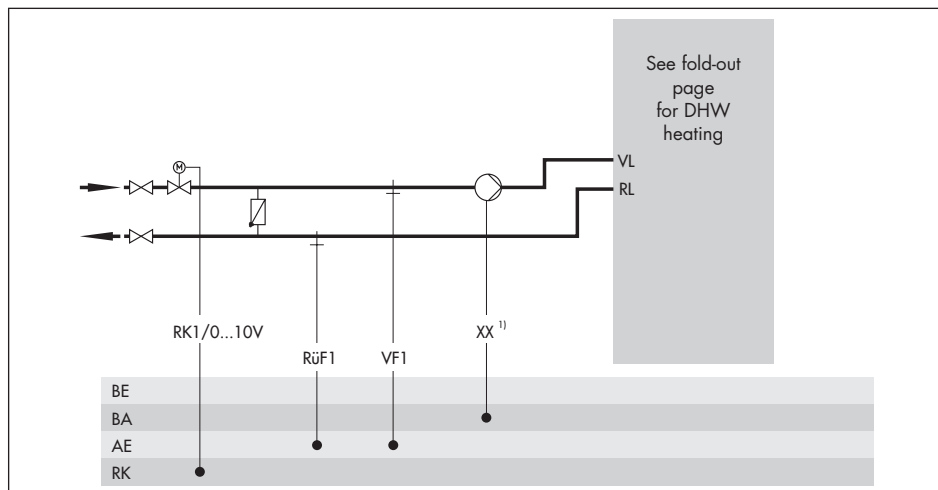 See fold-out
page
for DHW
heating
M
VL
RL
RK1/0...10V
RüF1
VF1
XX 1)
BE
BA
AE
RK